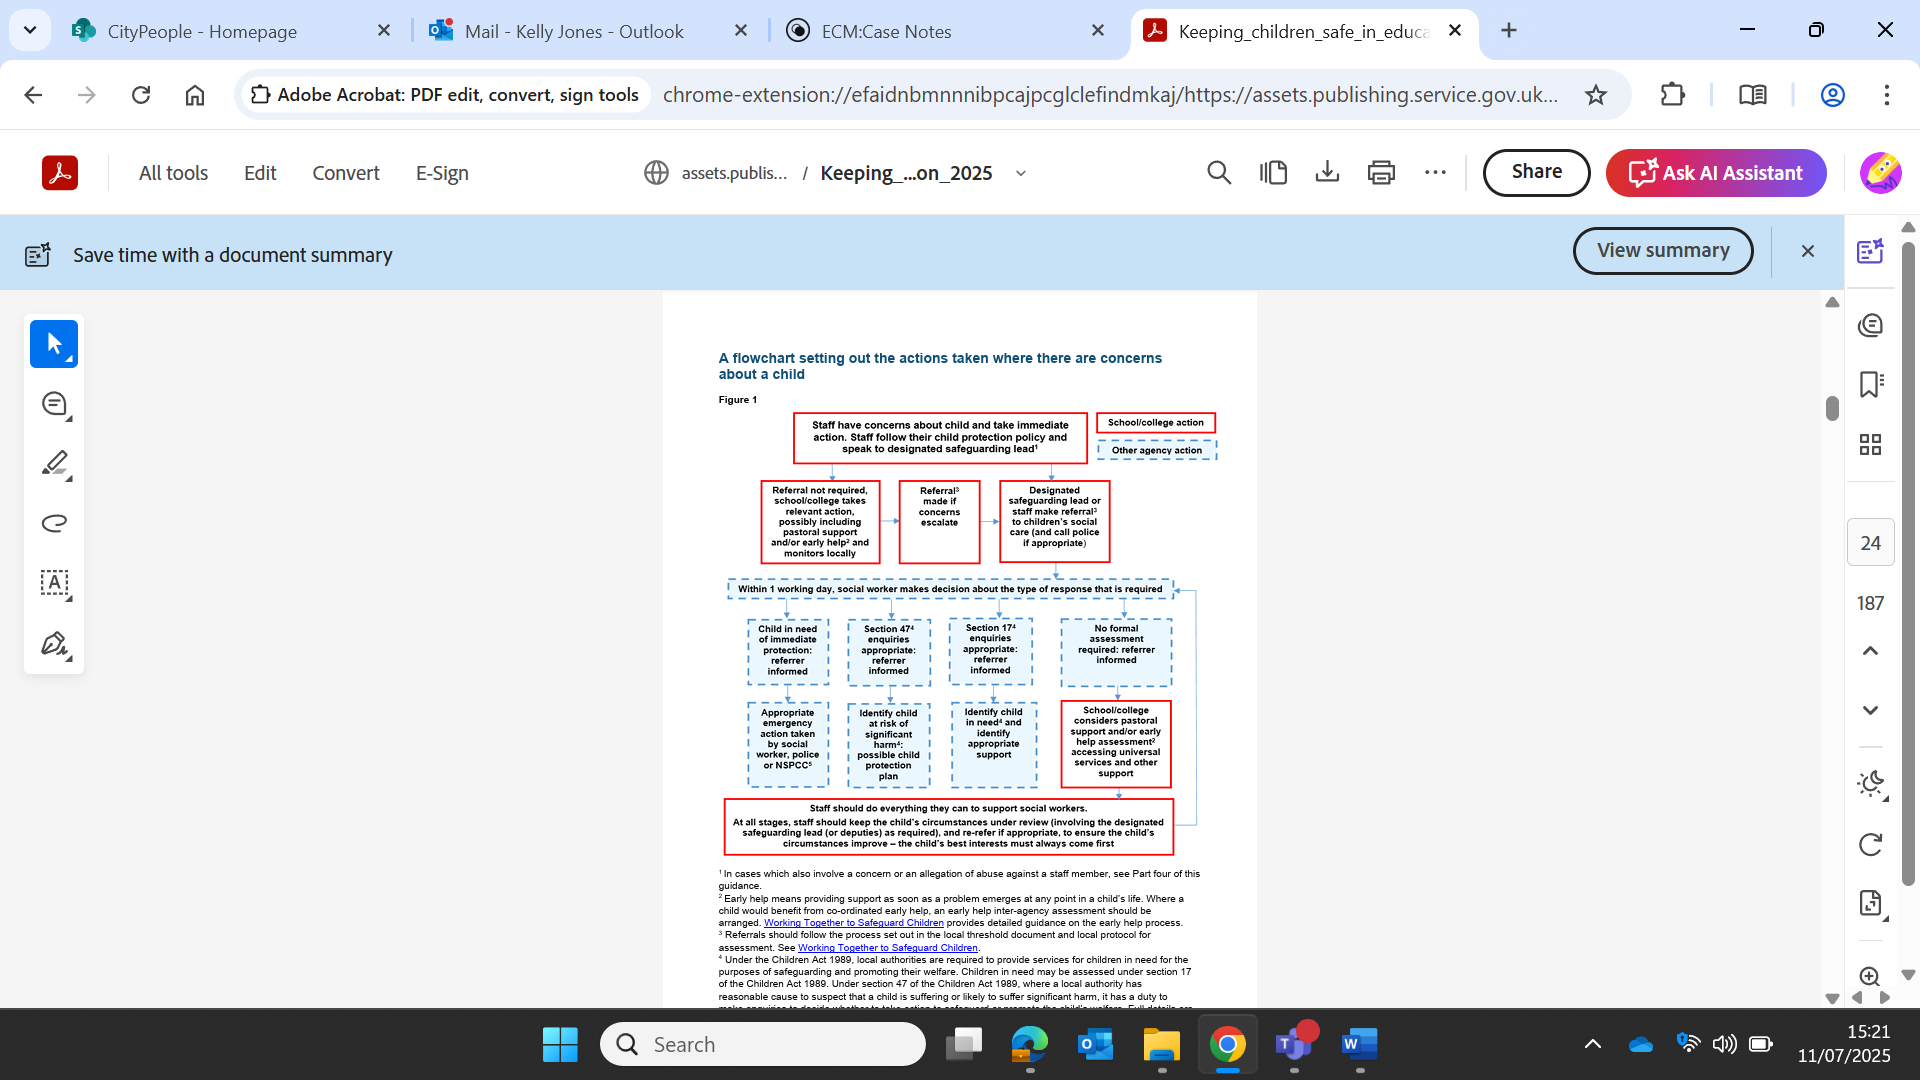 CityPeople - Homepage
Mail - Kelly Jones - Outlook
ECM:Case Notes
Keeping_children_safe_in_educa
Adobe Acrobat: PDF edit, convert, sign tools
chrome-extension://efaidnbmnnnibpcajpcglclefindmkaj/https://assets.publishing.service.gov.uk...
All tools
Edit
Convert
E-Sign
assets.publis... / Keeping_...on_2025
Share
Ask AI Assistant
Save time with a document summary
View summary
A flowchart setting out the actions taken where there are concerns
about a child
Figure 1
Staff have concerns about child and take immediate
action. Staff follow their child protection policy and
speak to designated safeguarding lead¹
School/college action
Other agency action
Referral not required,
school/college takes
relevant action,
possibly including
pastoral support
and/or early help² and
monitors locally
Referral³
made if
concerns
escalate
Designated
safeguarding lead or
staff make referral³
to children's social
care (and call police
if appropriate)
Within 1 working day, social worker makes decision about the type of response that is required
Child in need
of immediate
protection:
referrer
informed
Section 47⁴
enquiries
appropriate:
referrer
informed
Section 17⁴
enquiries
appropriate:
referrer
informed
No formal
assessment
required: referrer
informed
Appropriate
emergency
action taken
by social
worker, police
or NSPCC⁵
Identify child
at risk of
significant
harm⁴:
possible child
protection
plan
Identify child
in need⁴ and
identify
appropriate
support
School/college
considers pastoral
support and/or early
help assessment²
accessing universal
services and other
support
Staff should do everything they can to support social workers.
At all stages, staff should keep the child's circumstances under review (involving the designated
safeguarding lead (or deputies) as required), and re-refer if appropriate, to ensure the child's
circumstances improve – the child's best interests must always come first
¹ In cases which also involve a concern or an allegation of abuse against a staff member, see Part four of this
guidance.
² Early help means providing support as soon as a problem emerges at any point in a child's life. Where a
child would benefit from co-ordinated early help, an early help inter-agency assessment should be
arranged. Working Together to Safeguard Children provides detailed guidance on the early help process.
³ Referrals should follow the process set out in the local threshold document and local protocol for
assessment. See Working Together to Safeguard Children.
⁴ Under the Children Act 1989, local authorities are required to provide services for children in need for the
purposes of safeguarding and promoting their welfare. Children in need may be assessed under section 17
of the Children Act 1989. Under section 47 of the Children Act 1989, where a local authority has
reasonable cause to suspect that a child is suffering or likely to suffer significant harm, it has a duty to
24
187
Search
15:21
11/07/2025